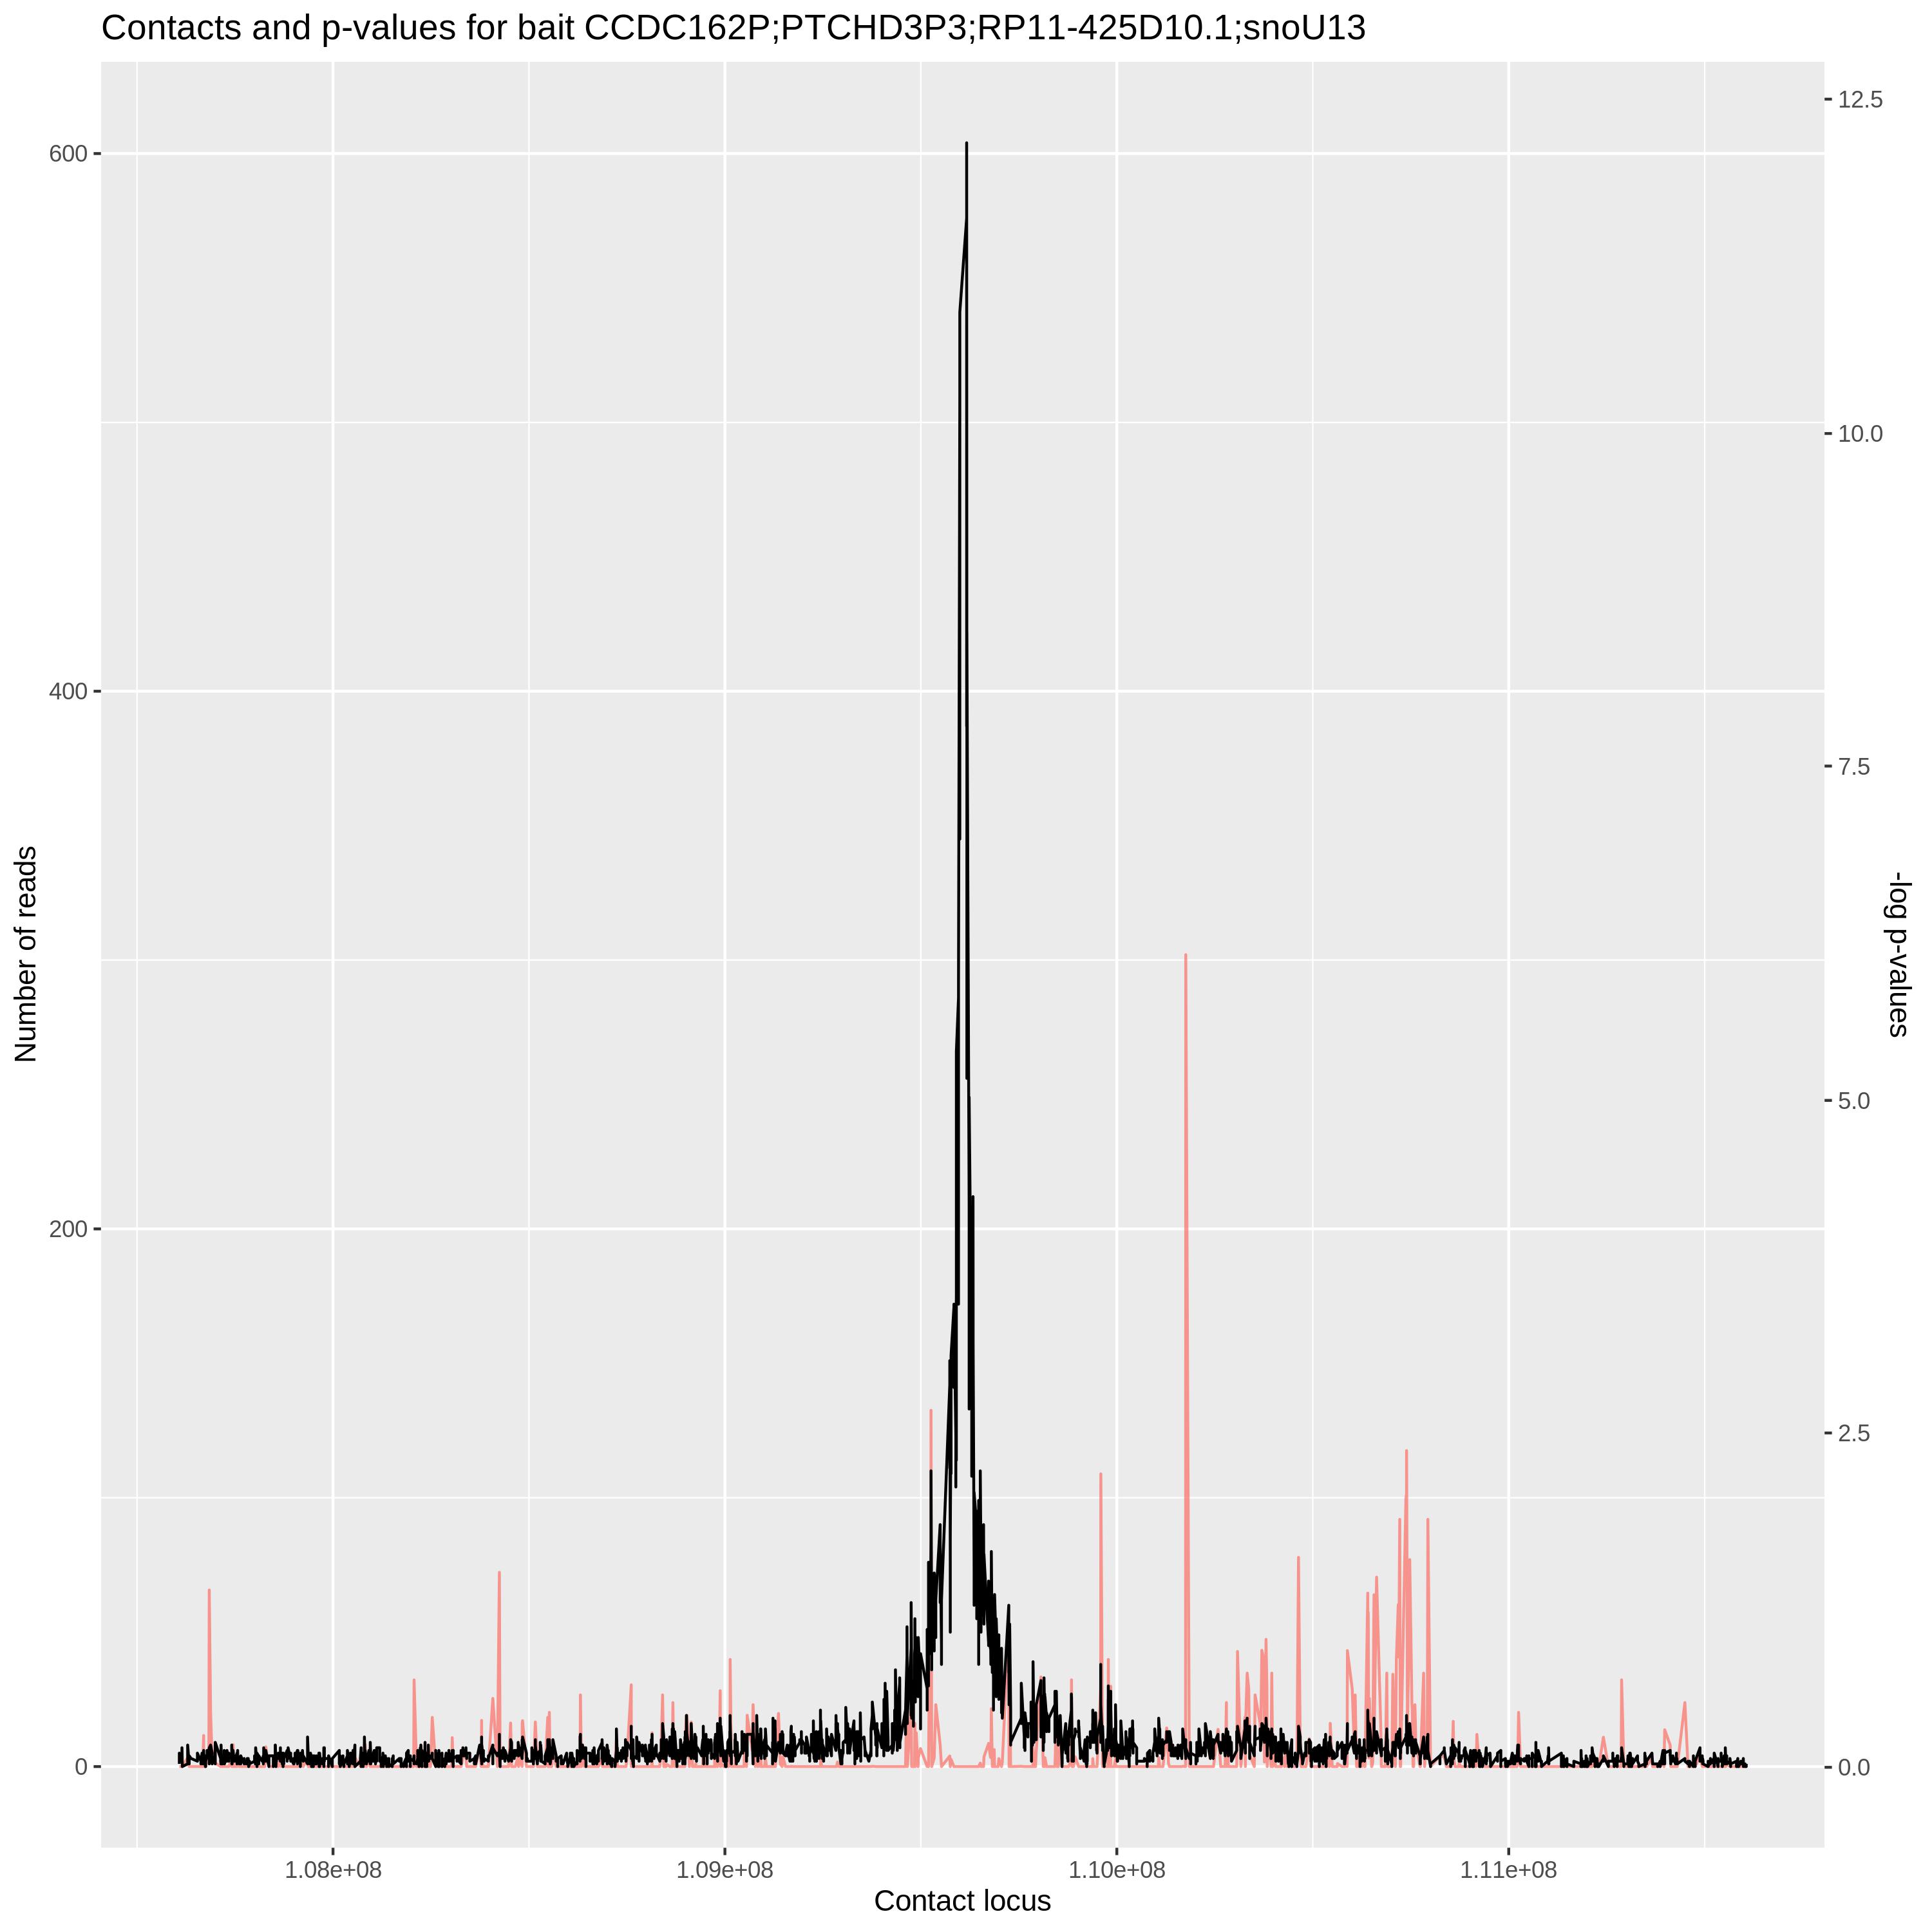 Contacts and p-values for bait CCDC162P;PTCHD3P3;RP11-425D10.1;snoU13
Number of reads
600
400
200
0
12.5
10.0
7.5
5.0
2.5
0.0
-log p-values
1.08e+08
1.09e+08
1.10e+08
1.11e+08
Contact locus